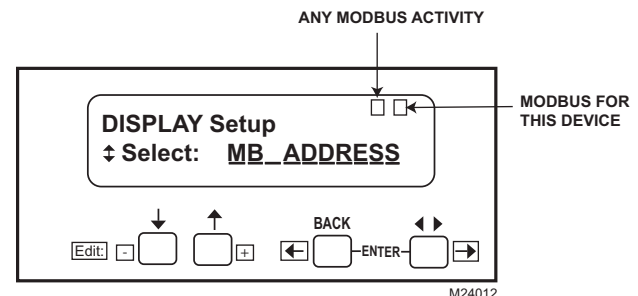 ANY MODBUS ACTIVITY
MODBUS FOR
THIS DEVICE
DISPLAY Setup
↕ Select: MB_ADDRESS
BACK
Edit: - + ENTER
M24012